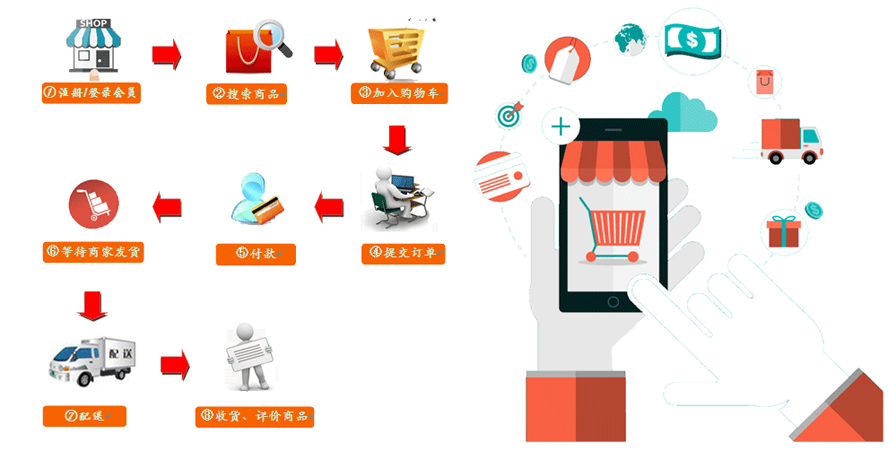 SHOP
①注册/登录会员
②搜索商品
③加入购物车
④提交订单
⑤付款
⑥等待商家发货
配送
⑦配送
⑧收货、评价商品
$
$
$
$